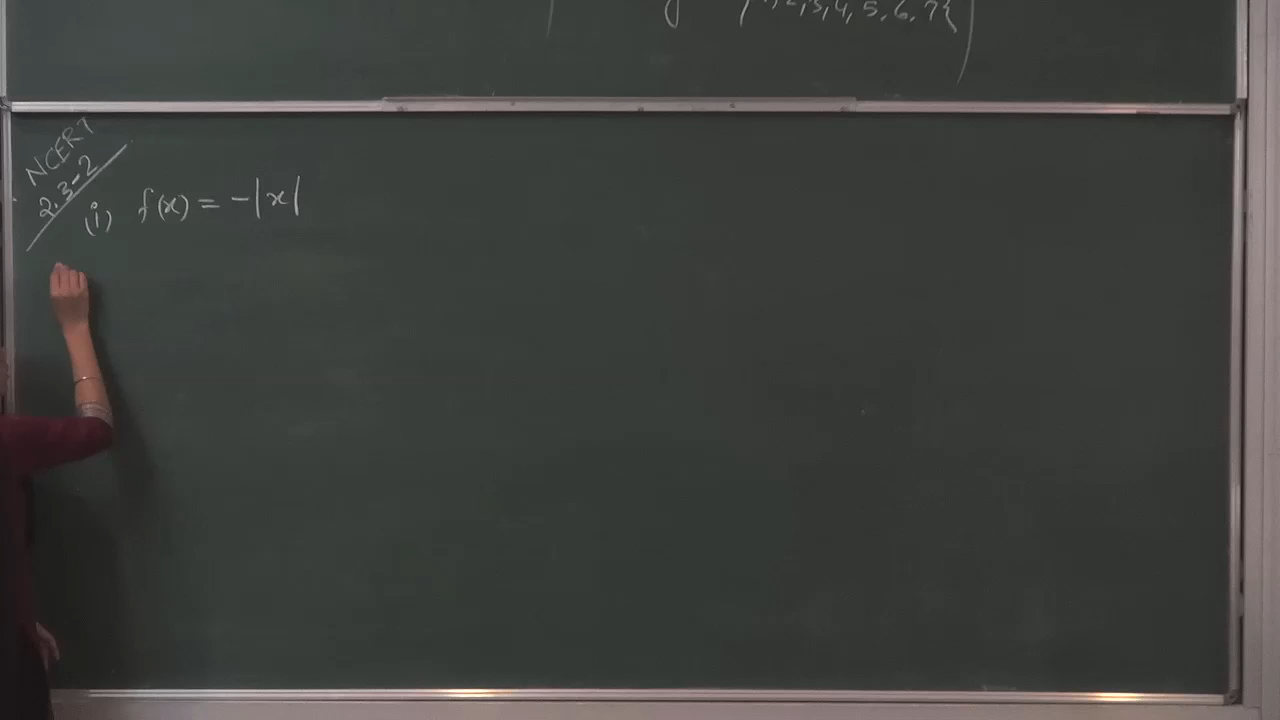 1, 2, 3, 4, 5, 6, 7}
NCERT
2.3-2
(i) f(x) = -|x|